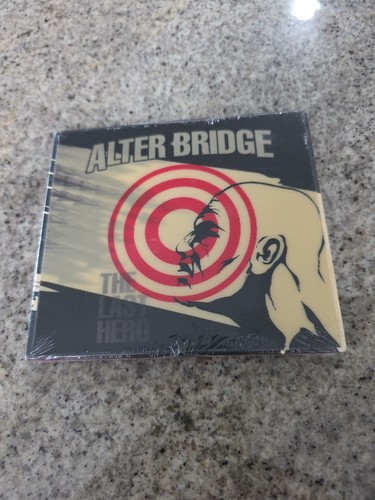 ALTER BRIDGE
THE
LAST
HERO